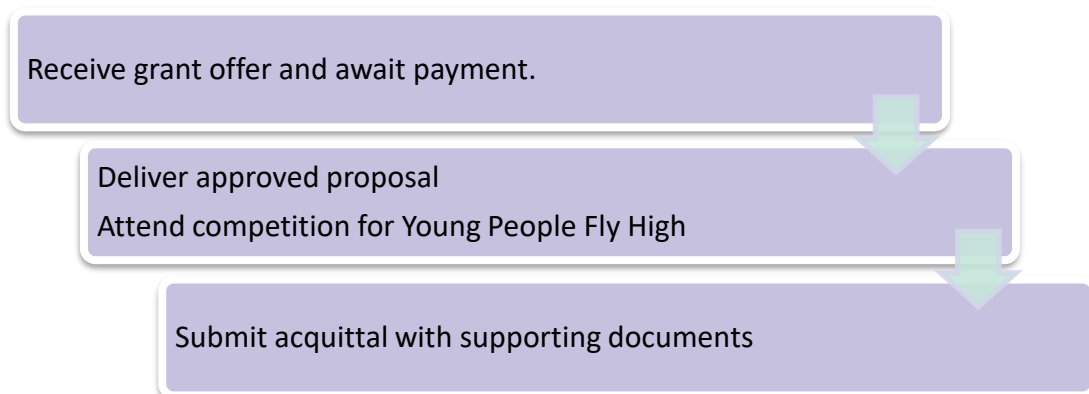 Receive grant offer and await payment.
Deliver approved proposal
Attend competition for Young People Fly High
Submit acquittal with supporting documents